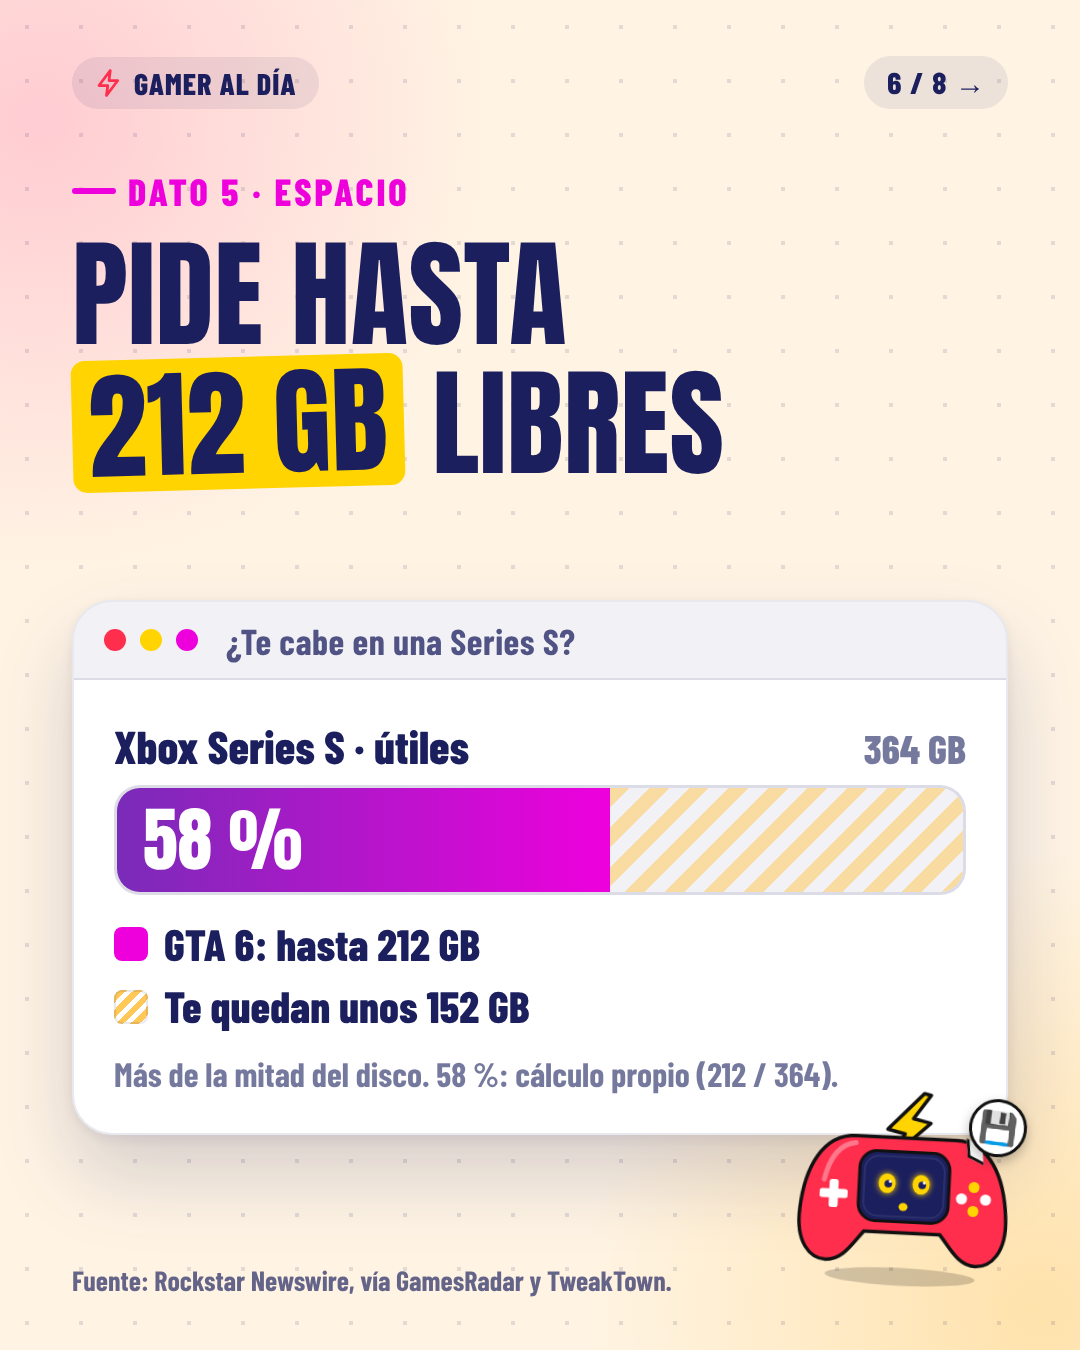 GAMER AL DÍA
6 / 8 →
DATO 5 · ESPACIO
PIDE HASTA
212 GB LIBRES
¿Te cabe en una Series S?
Xbox Series S · útiles
364 GB
58 %
GTA 6: hasta 212 GB
Te quedan unos 152 GB
Más de la mitad del disco. 58 %: cálculo propio (212 / 364).
Fuente: Rockstar Newswire, vía GamesRadar y TweakTown.